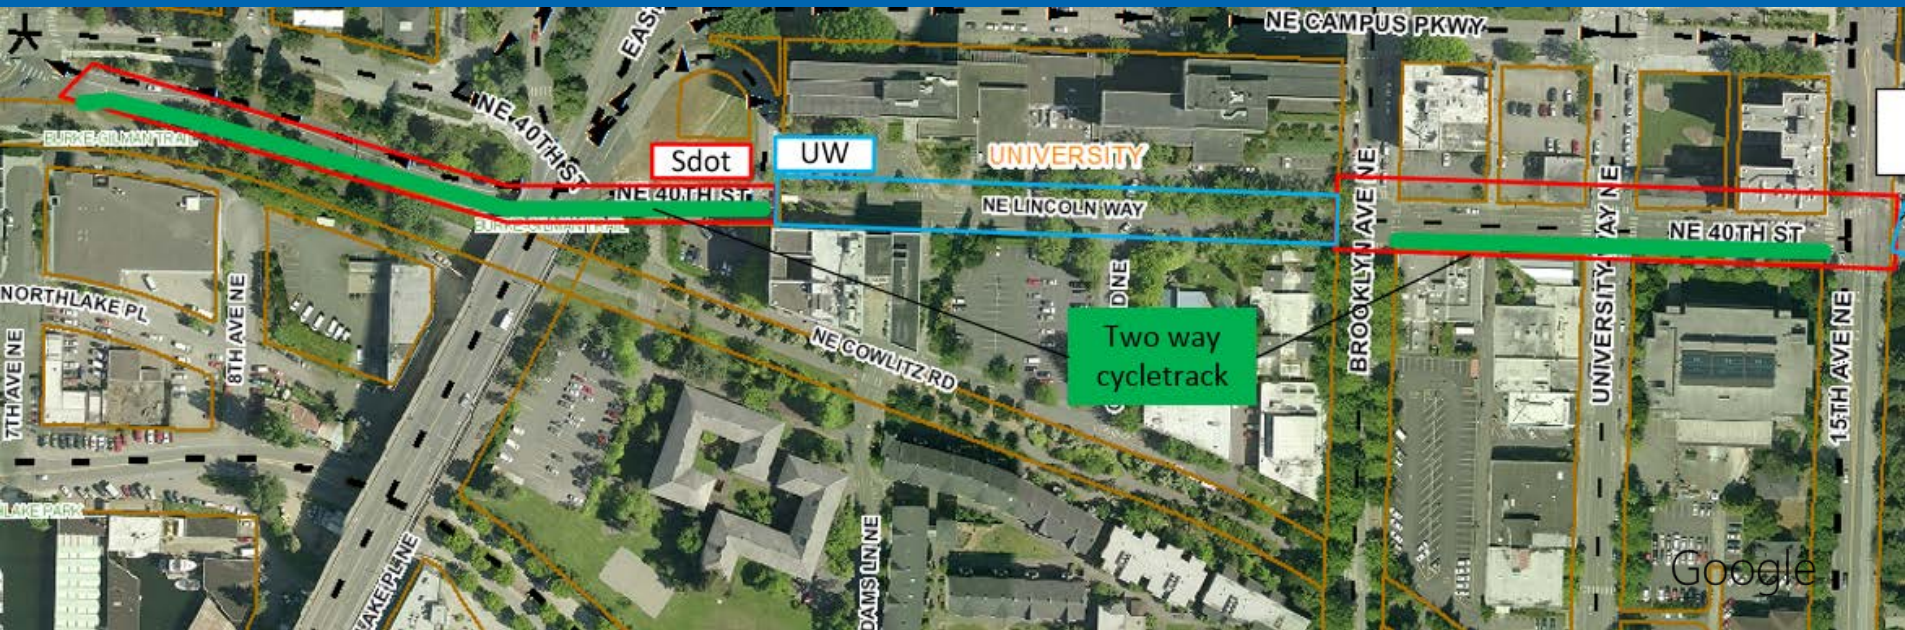 NE CAMPUS PKWY
NE 40TH ST
BURKE-GILMAN TRAIL
Sdot
UW
UNIVERSITY
NE 40TH ST
NE LINCOLN WAY
BURKE-GILMAN TRAIL
NE 40TH ST
BROOKLYN AVE NE
UNIVERSITY WAY NE
15TH AVE NE
NORTHLAKE PL
8TH AVE NE
7TH AVE NE
NE COWLITZ RD
Two way
cycletrack
LAKE PARK
ADAMS LN NE
Google